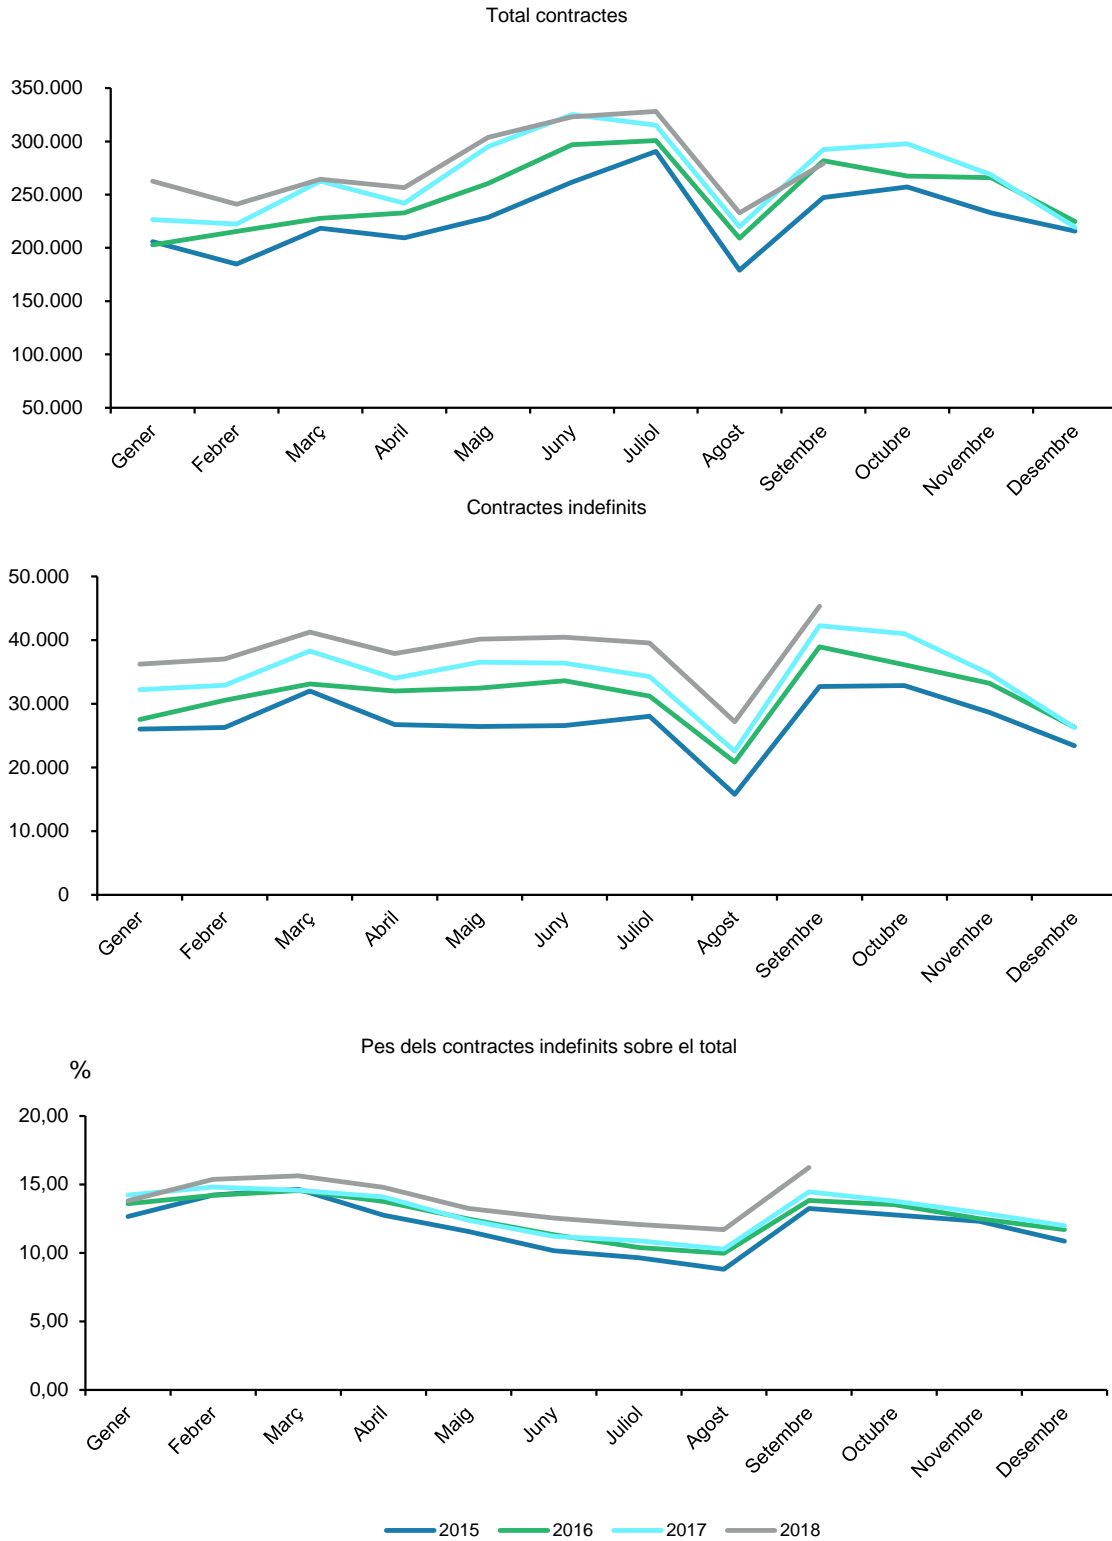 Total contractes
350.000
300.000
250.000
200.000
150.000
100.000
50.000
Gener Febrer Març Abril Maig Juny Juliol Agost Setembre Octubre Novembre Desembre
Contractes indefinits
50.000
40.000
30.000
20.000
10.000
0
Gener Febrer Març Abril Maig Juny Juliol Agost Setembre Octubre Novembre Desembre
Pes dels contractes indefinits sobre el total
%
20,00
15,00
10,00
5,00
0,00
Gener Febrer Març Abril Maig Juny Juliol Agost Setembre Octubre Novembre Desembre
2015 2016 2017 2018